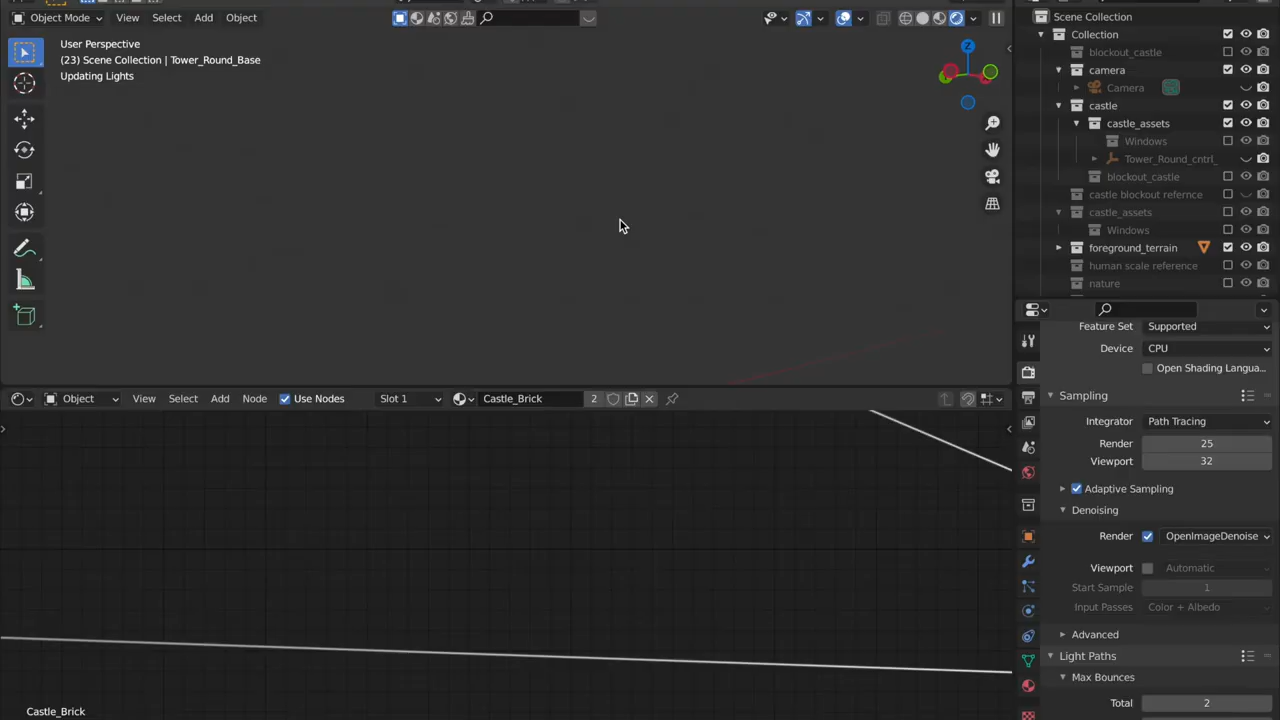 Object Mode View Select Add Object
User Perspective
(23) Scene Collection | Tower_Round_Base
Updating Lights
Z
Scene Collection
Collection
blockout_castle
camera
Camera
castle
castle_assets
Windows
Tower_Round_cntrl_
blockout_castle
castle blockout refernce
castle_assets
Windows
foreground_terrain
human scale reference
nature
Feature Set Supported
Device CPU
Open Shading Langua...
Sampling
Integrator Path Tracing
Render 25
Viewport 32
Adaptive Sampling
Denoising
Render OpenImageDenoise
Viewport Automatic
Start Sample 1
Input Passes Color + Albedo
Advanced
Light Paths
Max Bounces
Total 2
Object View Select Add Node Use Nodes Slot 1 Castle_Brick 2
Castle_Brick